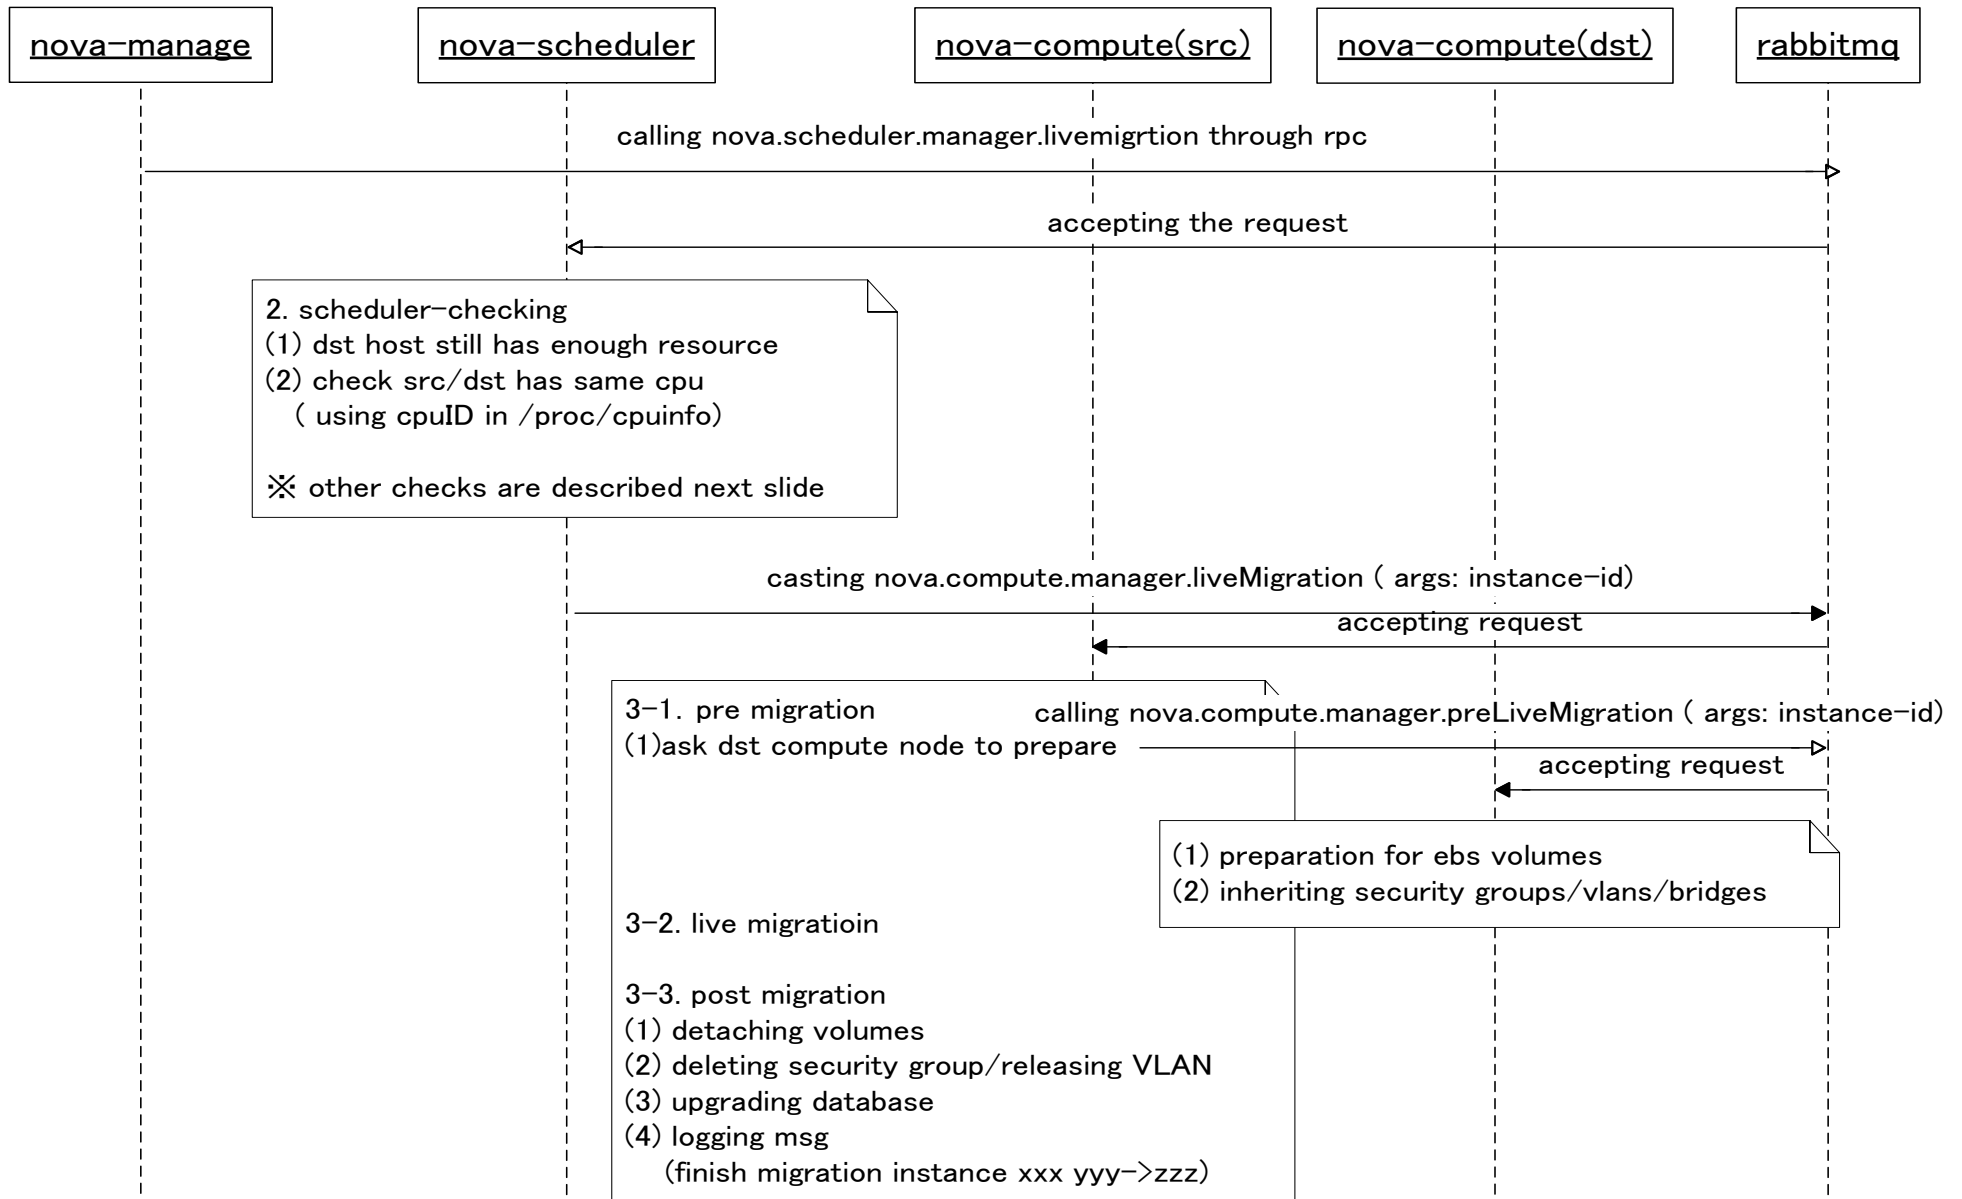 nova-manage
nova-scheduler
nova-compute(src)
nova-compute(dst)
rabbitmq
calling nova.scheduler.manager.livemigrtion through rpc
accepting the request
2. scheduler-checking
(1) dst host still has enough resource
(2) check src/dst has same cpu
( using cpuID in /proc/cpuinfo)
※ other checks are described next slide
casting nova.compute.manager.liveMigration ( args: instance-id)
accepting request
3-1. pre migration
calling nova.compute.manager.preLiveMigration ( args: instance-id)
(1)ask dst compute node to prepare
accepting request
(1) preparation for ebs volumes
(2) inheriting security groups/vlans/bridges
3-2. live migratioin
3-3. post migration
(1) detaching volumes
(2) deleting security group/releasing VLAN
(3) upgrading database
(4) logging msg
(finish migration instance xxx yyy->zzz)